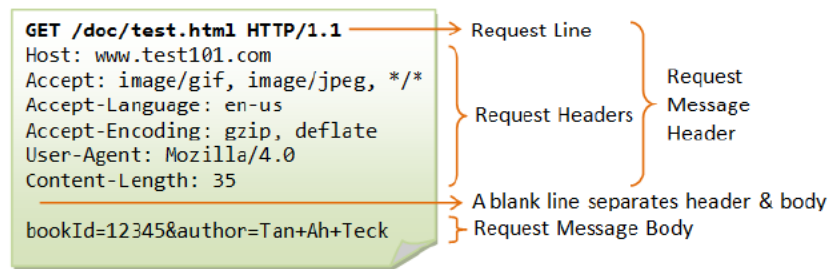 GET /doc/test.html HTTP/1.1
Host: www.test101.com
Accept: image/gif, image/jpeg, */*
Accept-Language: en-us
Accept-Encoding: gzip, deflate
User-Agent: Mozilla/4.0
Content-Length: 35
bookId=12345&author=Tan+Ah+Teck
Request Line
Request Headers
Request
Message
Header
A blank line separates header & body
Request Message Body